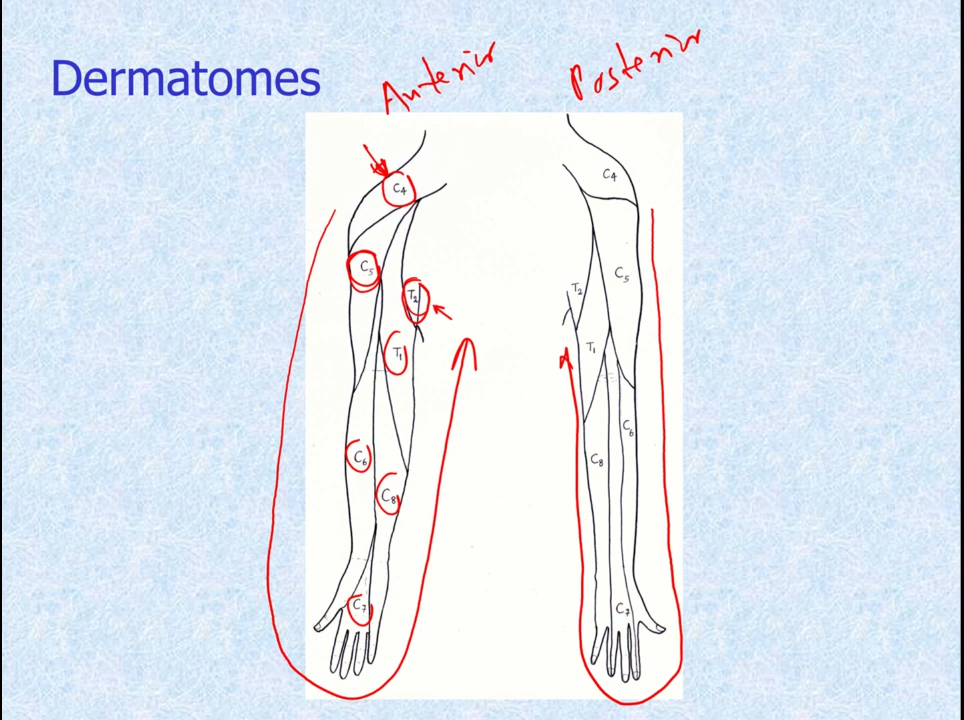 Dermatomes
Anterior
Posterior
C4
C5
T2
T1
C6
C8
C7
C4
C5
T2
T1
C6
C8
C7